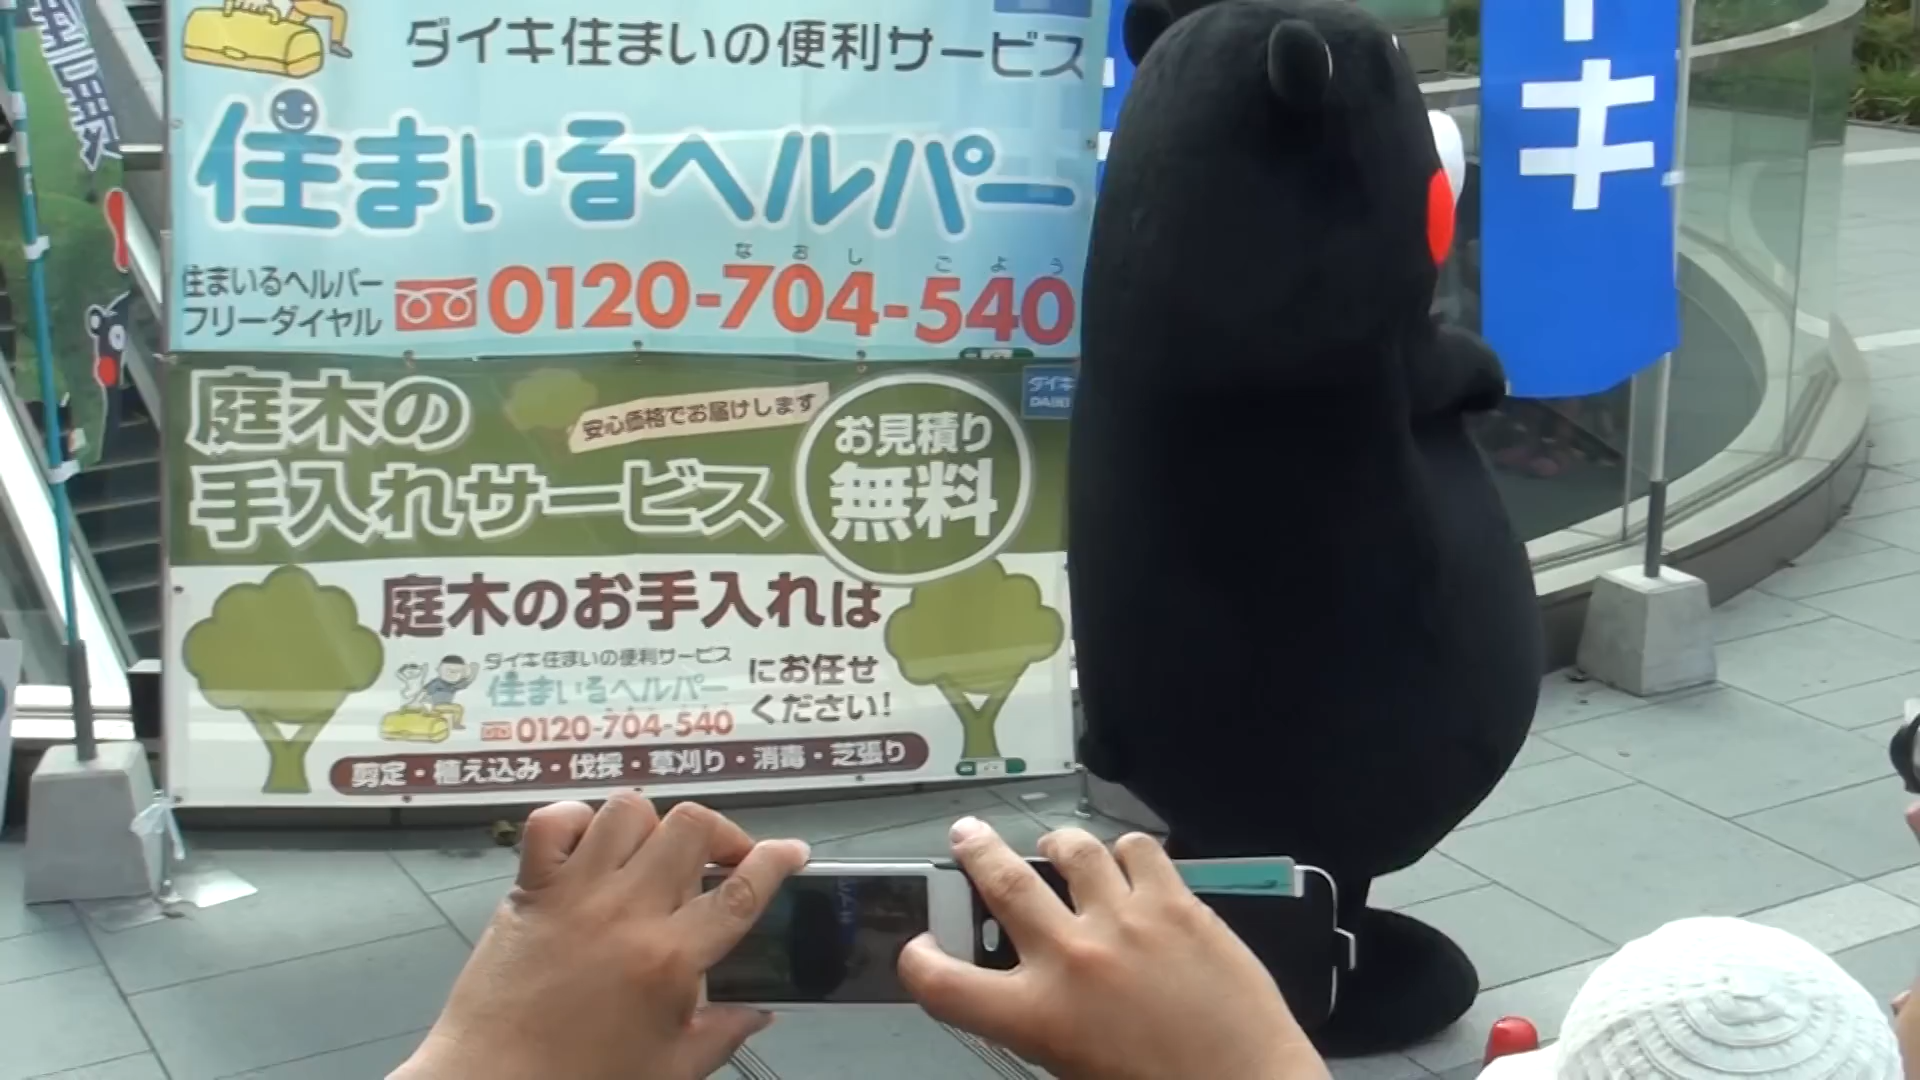 ダイキ住まいの便利サービス
住まいるヘルパー
なおし ごよう
住まいるヘルパー
フリーダイヤル
0120-704-540
庭木の
手入れサービス
安心価格でお届けします
お見積り
無料
ダイキ
DAIKI
庭木のお手入れは
ダイキ住まいの便利サービス
住まいるヘルパー
0120-704-540
にお任せ
ください!
剪定・植え込み・伐採・草刈り・消毒・芝張り
キ